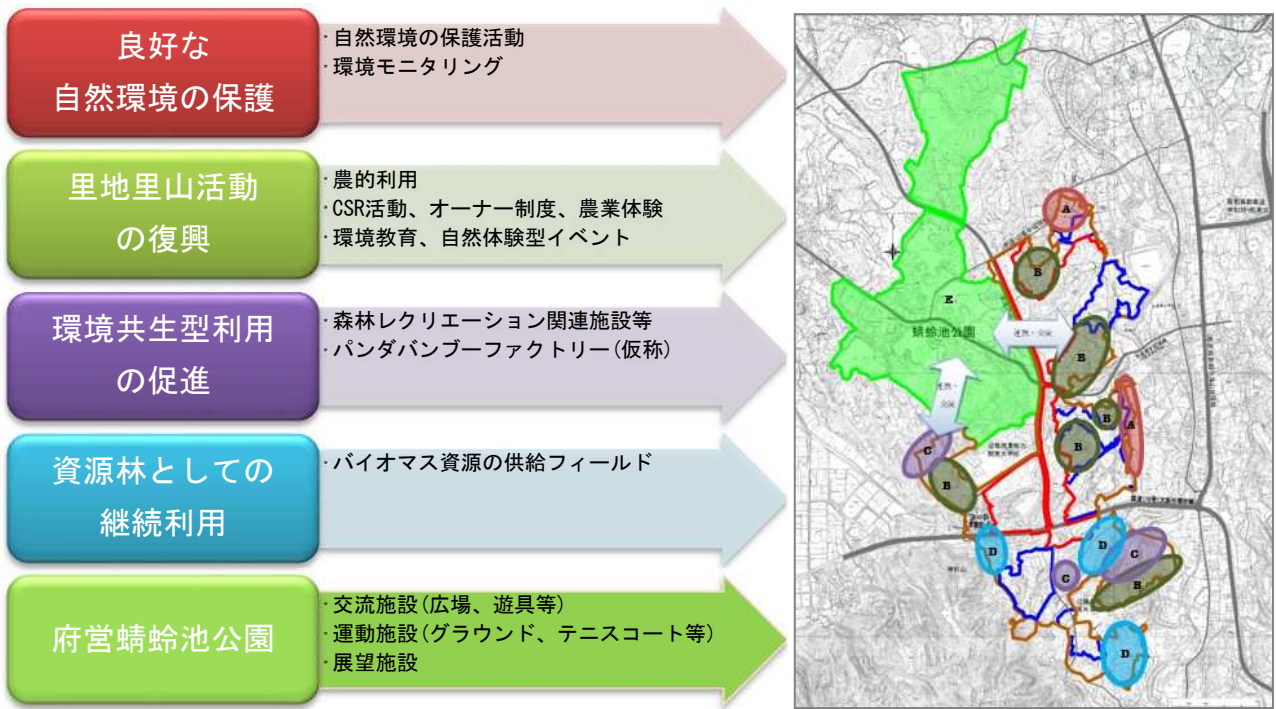 良好な
自然環境の保護
・自然環境の保護活動
・環境モニタリング
里地里山活動
の復興
・農的利用
・CSR活動、オーナー制度、農業体験
・環境教育、自然体験型イベント
環境共生型利用
の促進
・森林レクリエーション関連施設等
・パンダバンブーファクトリー(仮称)
資源林としての
継続利用
・バイオマス資源の供給フィールド
府営蜻蛉池公園
・交流施設(広場、遊具等)
・運動施設(グラウンド、テニスコート等)
・展望施設
A
B
E
蜻蛉池公園
連携・交流
B
連携・
交流
B
A
B
C
B
D
D
C
C
B
D